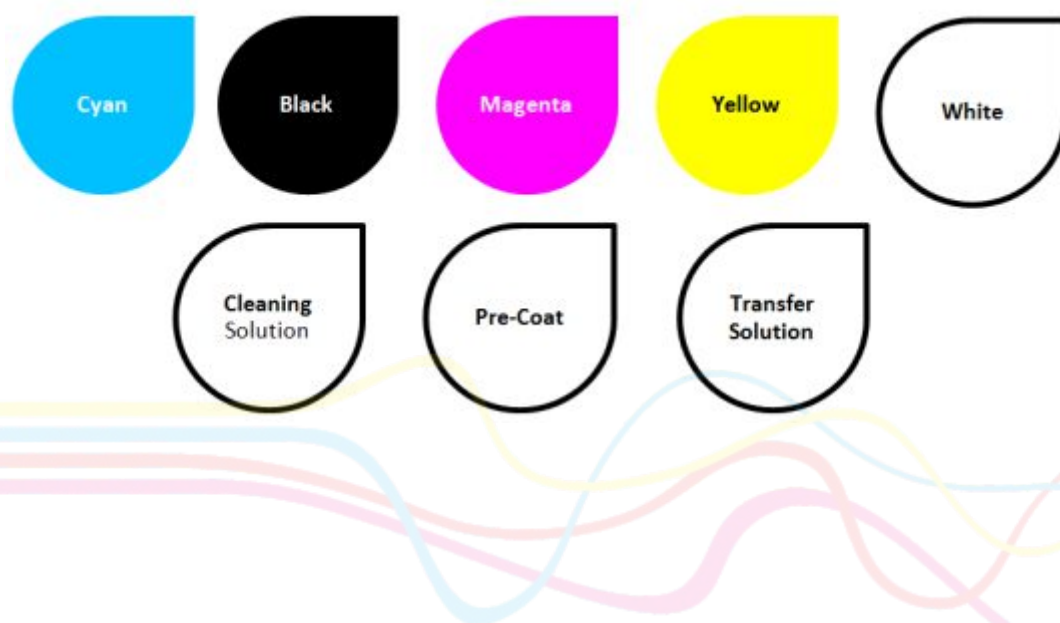 Cyan
Black
Magenta
Yellow
White
Cleaning
Solution
Pre-Coat
Transfer
Solution